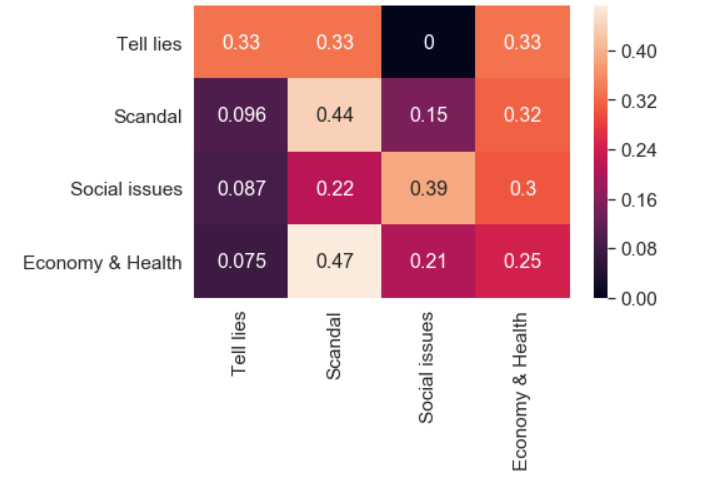 Tell lies 0.33 0.33 0 0.33
Scandal 0.096 0.44 0.15 0.32
Social issues 0.087 0.22 0.39 0.3
Economy & Health 0.075 0.47 0.21 0.25
Tell lies
Scandal
Social issues
Economy & Health
0.40
0.32
0.24
0.16
0.08
0.00